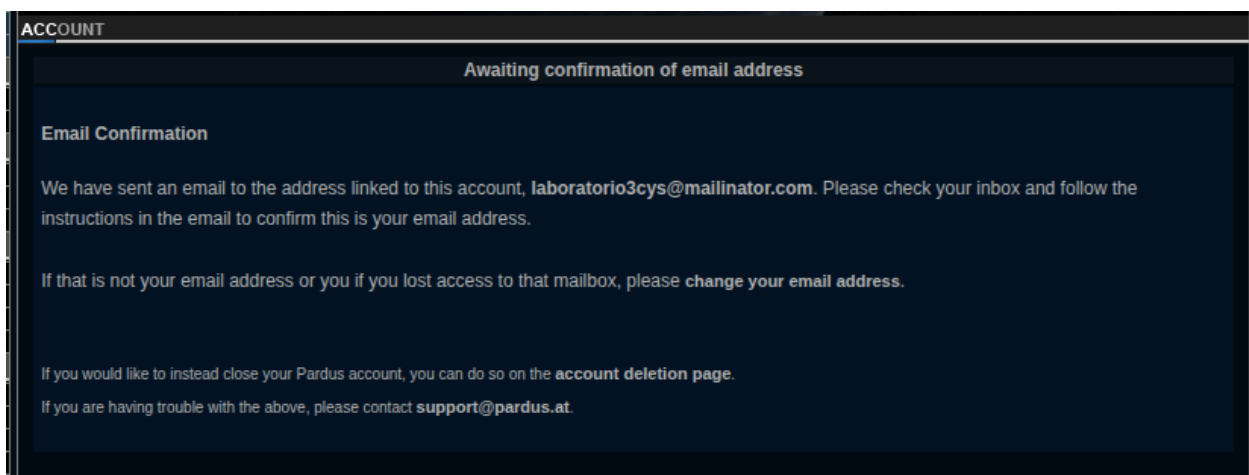 ACCOUNT
Awaiting confirmation of email address
Email Confirmation
We have sent an email to the address linked to this account, laboratorio3cys@mailinator.com. Please check your inbox and follow the
instructions in the email to confirm this is your email address.
If that is not your email address or you if you lost access to that mailbox, please change your email address.
If you would like to instead close your Pardus account, you can do so on the account deletion page.
If you are having trouble with the above, please contact support@pardus.at.